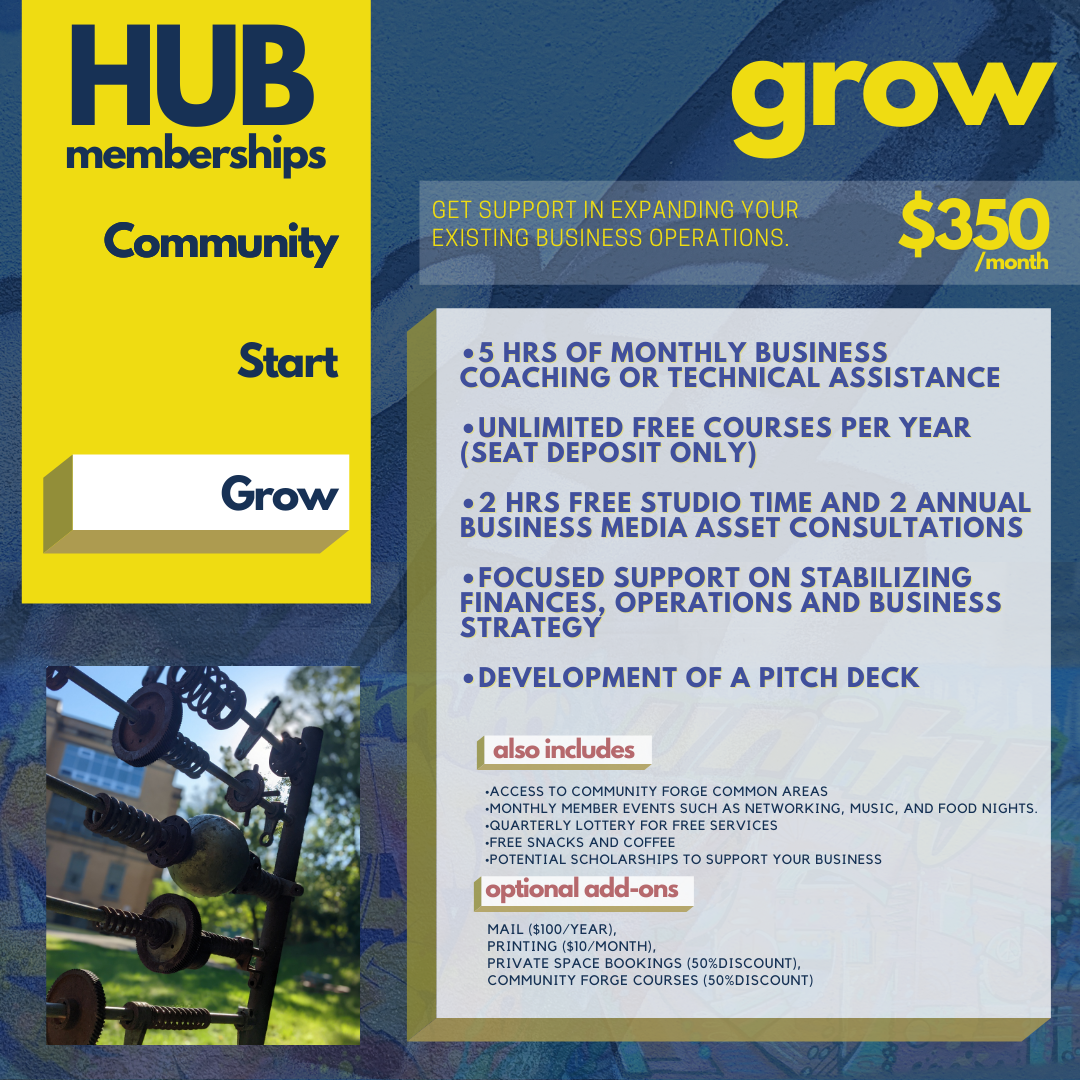 HUB
memberships
Community
Start
Grow
grow
GET SUPPORT IN EXPANDING YOUR
EXISTING BUSINESS OPERATIONS.
$350
/month
•5 HRS OF MONTHLY BUSINESS
COACHING OR TECHNICAL ASSISTANCE
•UNLIMITED FREE COURSES PER YEAR
(SEAT DEPOSIT ONLY)
•2 HRS FREE STUDIO TIME AND 2 ANNUAL
BUSINESS MEDIA ASSET CONSULTATIONS
•FOCUSED SUPPORT ON STABILIZING
FINANCES, OPERATIONS AND BUSINESS
STRATEGY
•DEVELOPMENT OF A PITCH DECK
also includes
•ACCESS TO COMMUNITY FORGE COMMON AREAS
•MONTHLY MEMBER EVENTS SUCH AS NETWORKING, MUSIC, AND FOOD NIGHTS.
•QUARTERLY LOTTERY FOR FREE SERVICES
•FREE SNACKS AND COFFEE
•POTENTIAL SCHOLARSHIPS TO SUPPORT YOUR BUSINESS
optional add-ons
MAIL ($100/YEAR),
PRINTING ($10/MONTH),
PRIVATE SPACE BOOKINGS (50%DISCOUNT),
COMMUNITY FORGE COURSES (50%DISCOUNT)